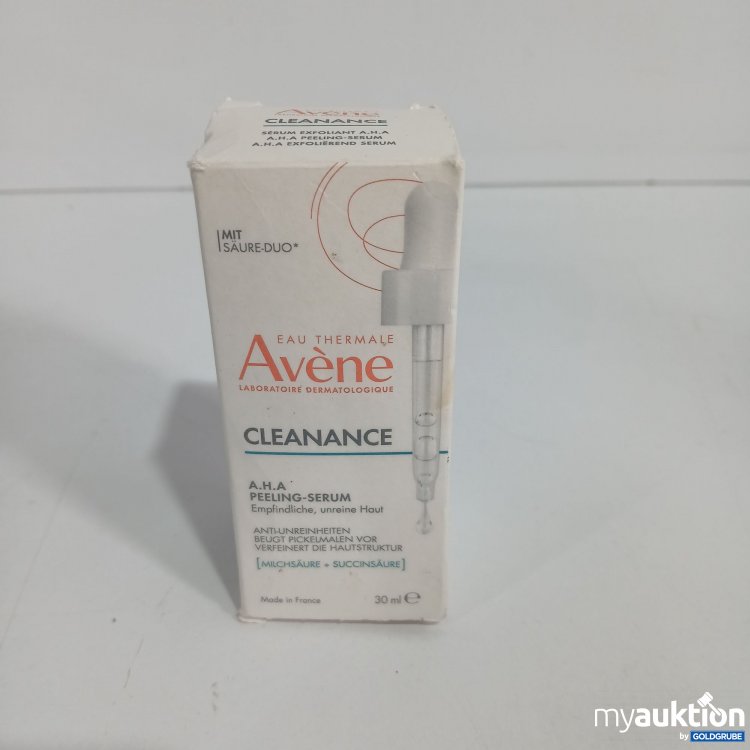 Avène
CLEANANCE
SÉRUM EXFOLIANT A.H.A
A.H.A PEELING-SERUM
A.H.A EXFOLIËREND SERUM
MIT
SÄURE-DUO*
EAU THERMALE
Avène
LABORATOIRE DERMATOLOGIQUE
CLEANANCE
A.H.A
PEELING-SERUM
Empfindliche, unreine Haut
ANTI-UNREINHEITEN
BEUGT PICKELMALEN VOR
VERFEINERT DIE HAUTSTRUKTUR
[MILCHSÄURE + SUCCINSÄURE]
Made in France
30 ml ℮
myauktion
by GOLDGRUBE